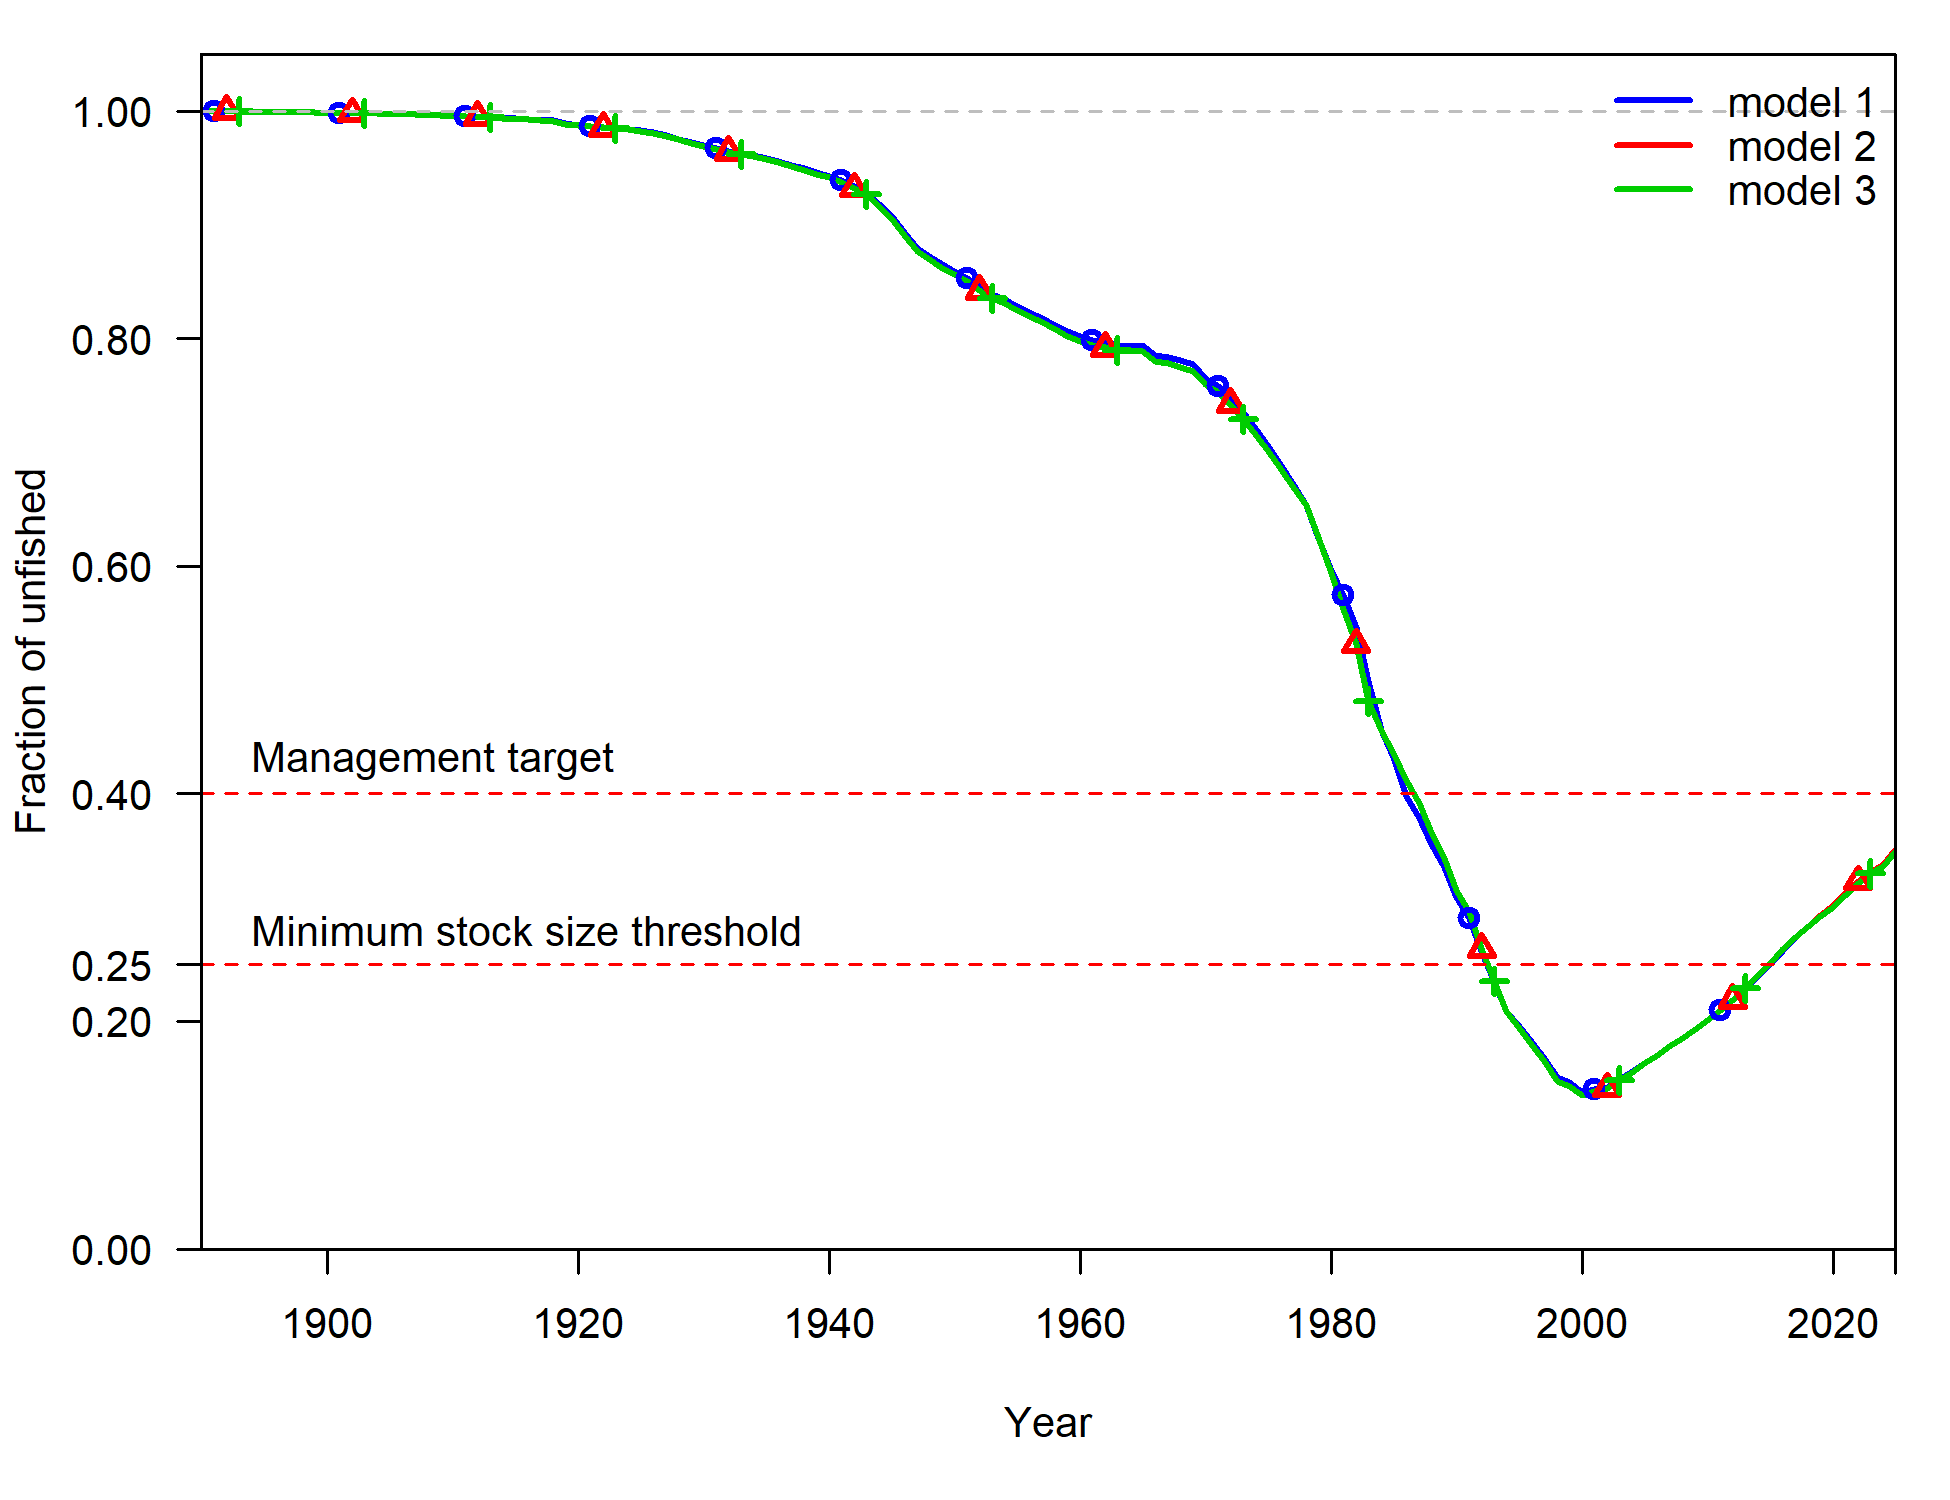 model 1
model 2
model 3
Fraction of unfished
1.00
0.80
0.60
0.40
0.25
0.20
0.00
Management target
Minimum stock size threshold
1900
1920
1940
1960
1980
2000
2020
Year